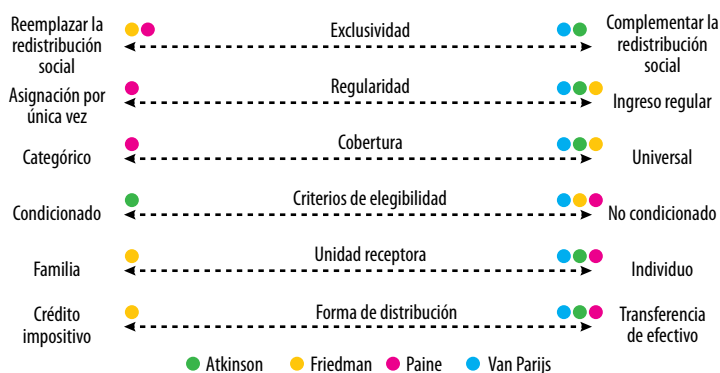 Reemplazar la
redistribución
social
Exclusividad
Complementar la
redistribución
social
Asignación por
única vez
Regularidad
Ingreso regular
Categórico
Cobertura
Universal
Condicionado
Criterios de elegibilidad
No condicionado
Familia
Unidad receptora
Individuo
Crédito
impositivo
Forma de distribución
Transferencia
de efectivo
Atkinson
Friedman
Paine
Van Parijs